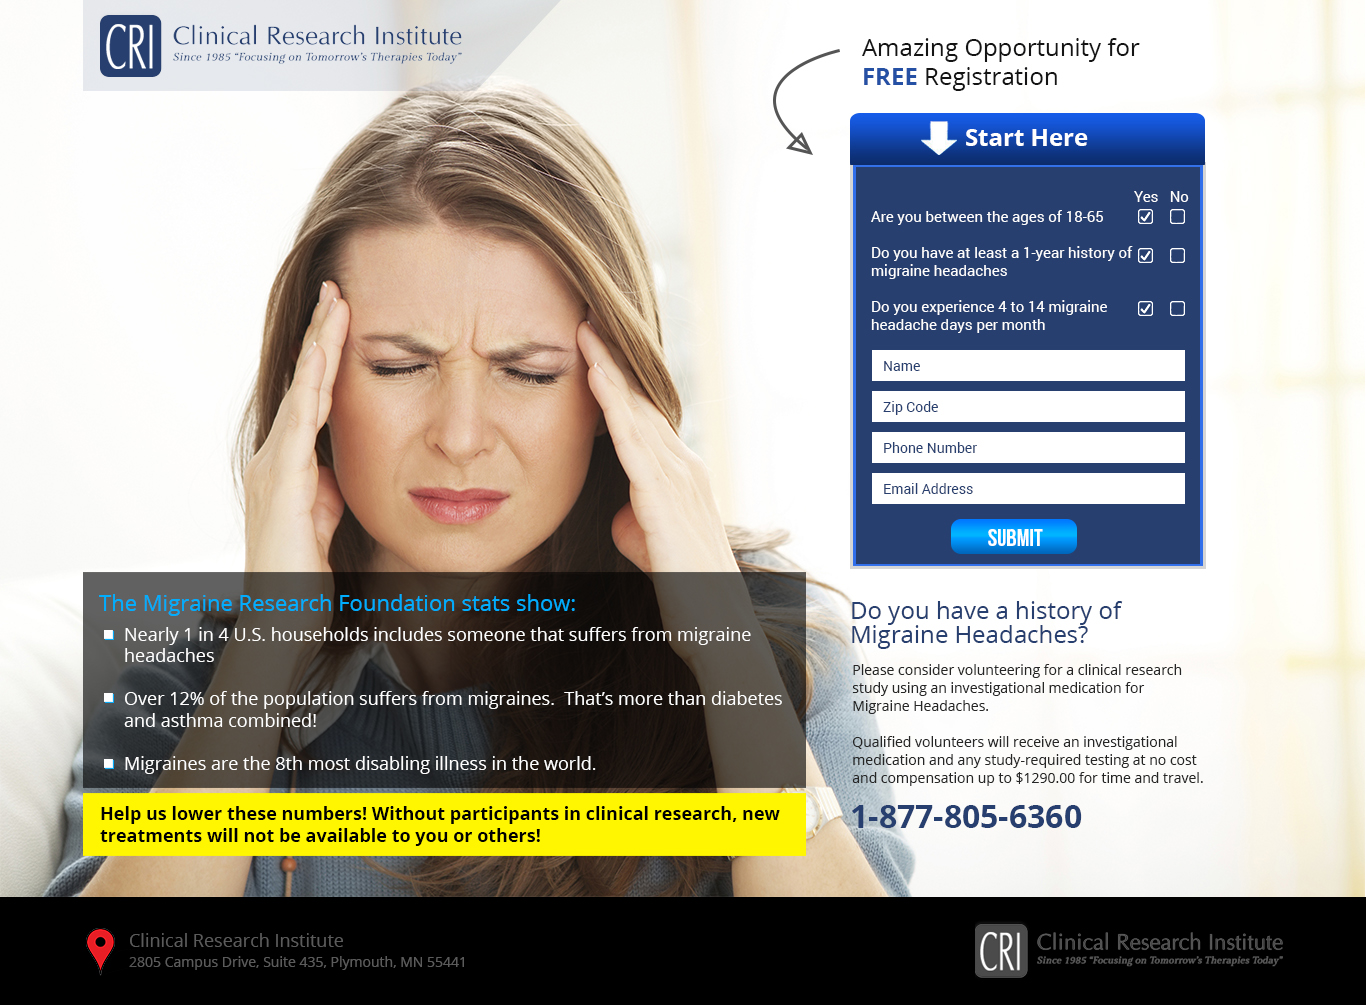 CRI Clinical Research Institute
Since 1985 "Focusing on Tomorrow's Therapies Today"
Amazing Opportunity for
FREE Registration
Start Here
Yes No
Are you between the ages of 18-65
Do you have at least a 1-year history of
migraine headaches
Do you experience 4 to 14 migraine
headache days per month
Name
Zip Code
Phone Number
Email Address
SUBMIT
The Migraine Research Foundation stats show:
Nearly 1 in 4 U.S. households includes someone that suffers from migraine
headaches
Over 12% of the population suffers from migraines.  That’s more than diabetes
and asthma combined!
Migraines are the 8th most disabling illness in the world.
Help us lower these numbers! Without participants in clinical research, new
treatments will not be available to you or others!
Do you have a history of
Migraine Headaches?
Please consider volunteering for a clinical research
study using an investigational medication for
Migraine Headaches.
Qualified volunteers will receive an investigational
medication and any study-required testing at no cost
and compensation up to $1290.00 for time and travel.
1-877-805-6360
Clinical Research Institute
2805 Campus Drive, Suite 435, Plymouth, MN 55441
CRI Clinical Research Institute
Since 1985 "Focusing on Tomorrow's Therapies Today"